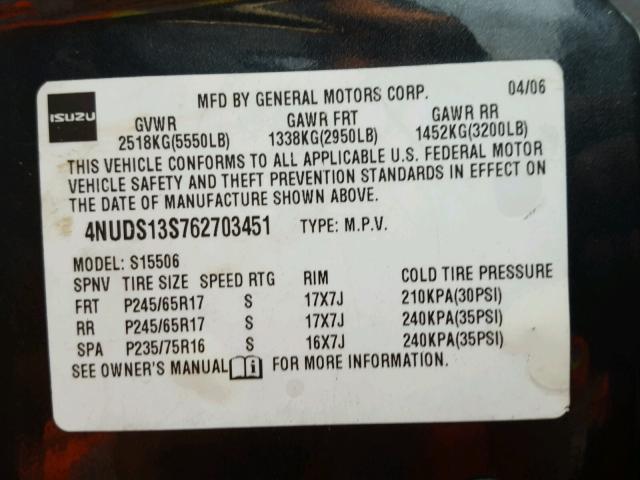 MFD BY GENERAL MOTORS CORP. 04/06
ISUZU
GVWR GAWR FRT GAWR RR
2518KG(5550LB) 1338KG(2950LB) 1452KG(3200LB)
THIS VEHICLE CONFORMS TO ALL APPLICABLE U.S. FEDERAL MOTOR
VEHICLE SAFETY AND THEFT PREVENTION STANDARDS IN EFFECT ON
THE DATE OF MANUFACTURE SHOWN ABOVE.
4NUDS13S762703451 TYPE: M.P.V.
MODEL: S15506
SPNV TIRE SIZE SPEED RTG RIM COLD TIRE PRESSURE
FRT P245/65R17 S 17X7J 210KPA(30PSI)
RR P245/65R17 S 17X7J 240KPA(35PSI)
SPA P235/75R16 S 16X7J 240KPA(35PSI)
SEE OWNER'S MANUAL i FOR MORE INFORMATION.